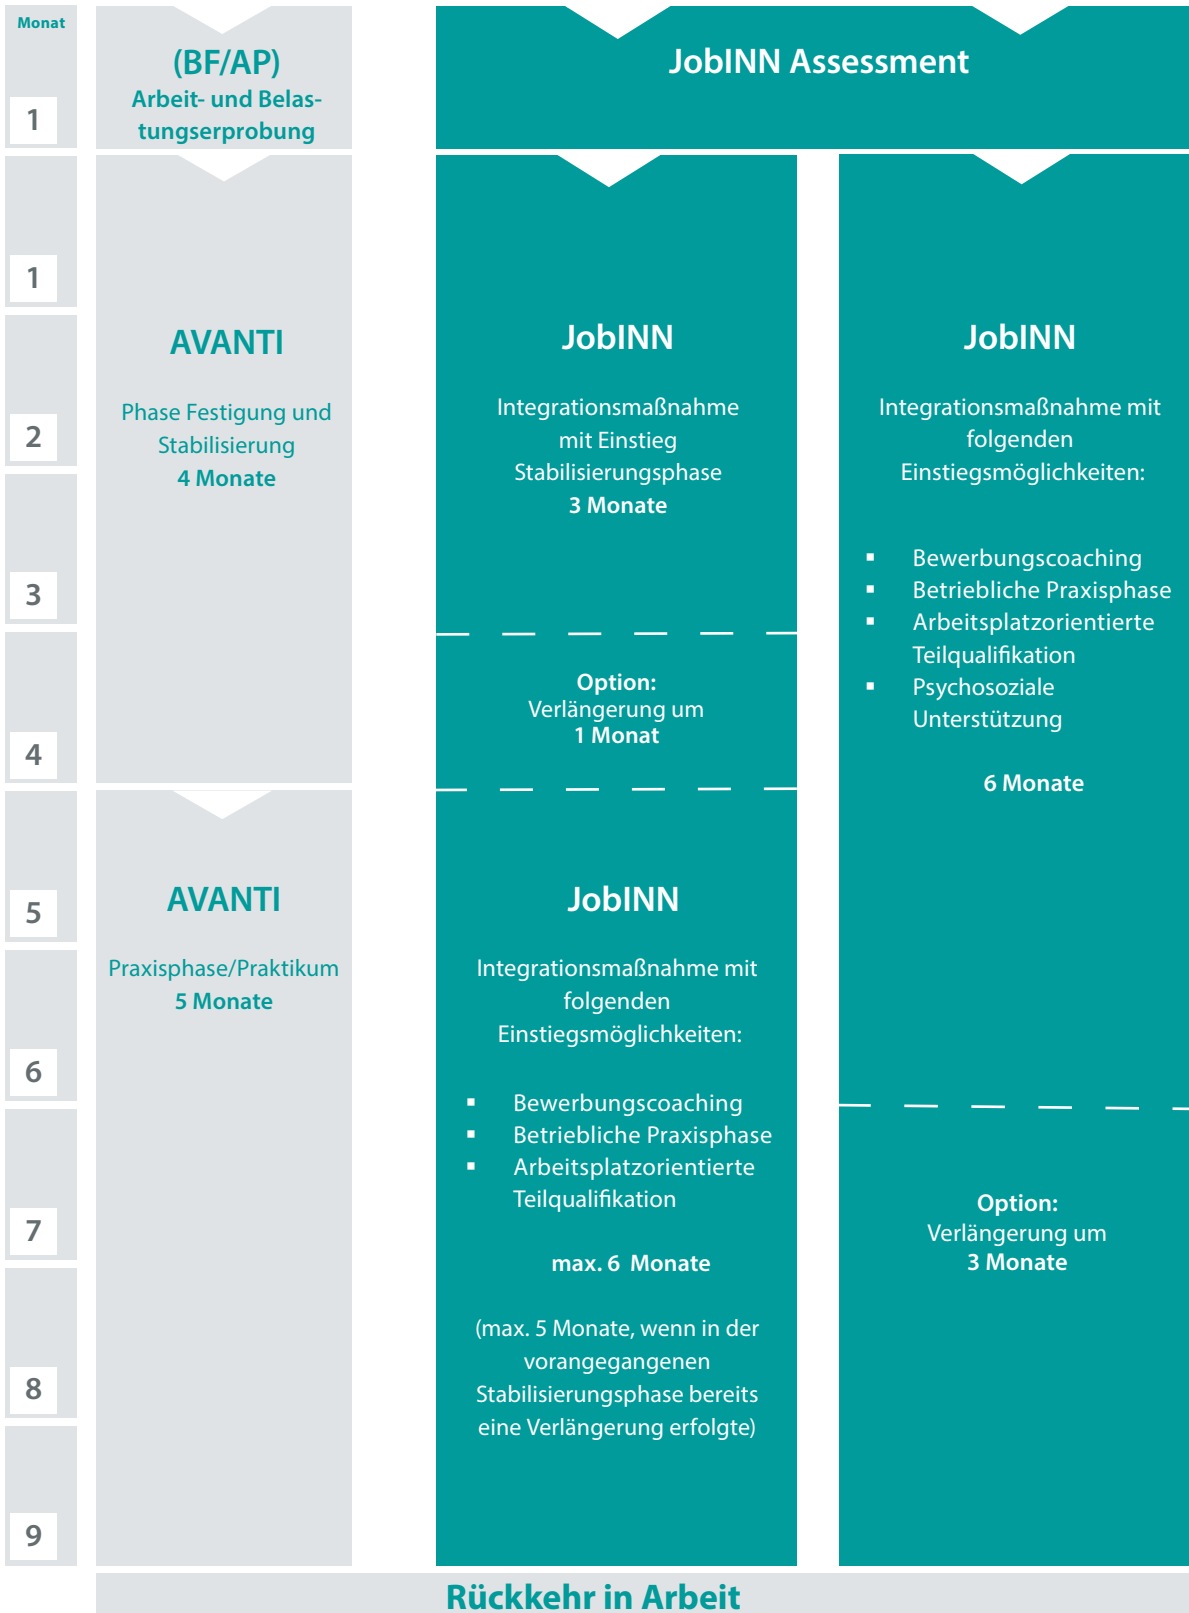 Monat
1
1
2
3
4
5
6
7
8
9
(BF/AP)
Arbeit- und Belas-
tungserprobung
AVANTI
Phase Festigung und
Stabilisierung
4 Monate
AVANTI
Praxisphase/Praktikum
5 Monate
JobINN Assessment
JobINN
Integrationsmaßnahme
mit Einstieg
Stabilisierungsphase
3 Monate
Option:
Verlängerung um
1 Monat
JobINN
Integrationsmaßnahme mit
folgenden
Einstiegsmöglichkeiten:
▪ Bewerbungscoaching
▪ Betriebliche Praxisphase
▪ Arbeitsplatzorientierte
Teilqualifikation
max. 6 Monate
(max. 5 Monate, wenn in der
vorangegangenen
Stabilisierungsphase bereits
eine Verlängerung erfolgte)
JobINN
Integrationsmaßnahme mit
folgenden
Einstiegsmöglichkeiten:
▪ Bewerbungscoaching
▪ Betriebliche Praxisphase
▪ Arbeitsplatzorientierte
Teilqualifikation
▪ Psychosoziale
Unterstützung
6 Monate
Option:
Verlängerung um
3 Monate
Rückkehr in Arbeit